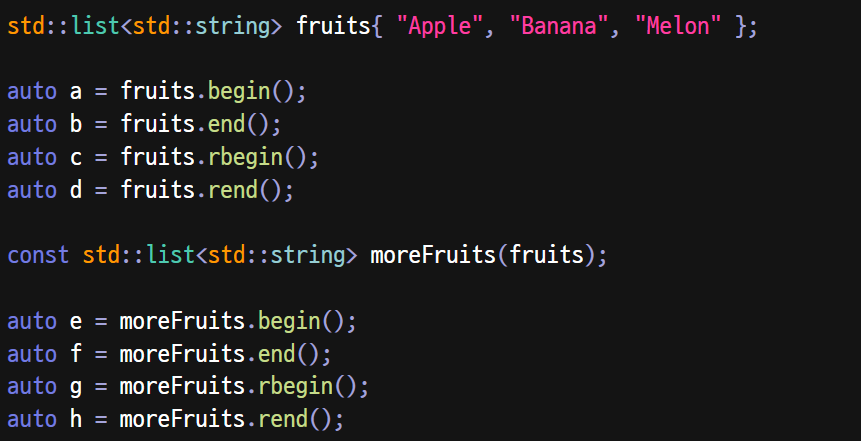 std::list<std::string> fruits{ "Apple", "Banana", "Melon" };
auto a = fruits.begin();
auto b = fruits.end();
auto c = fruits.rbegin();
auto d = fruits.rend();
const std::list<std::string> moreFruits(fruits);
auto e = moreFruits.begin();
auto f = moreFruits.end();
auto g = moreFruits.rbegin();
auto h = moreFruits.rend();